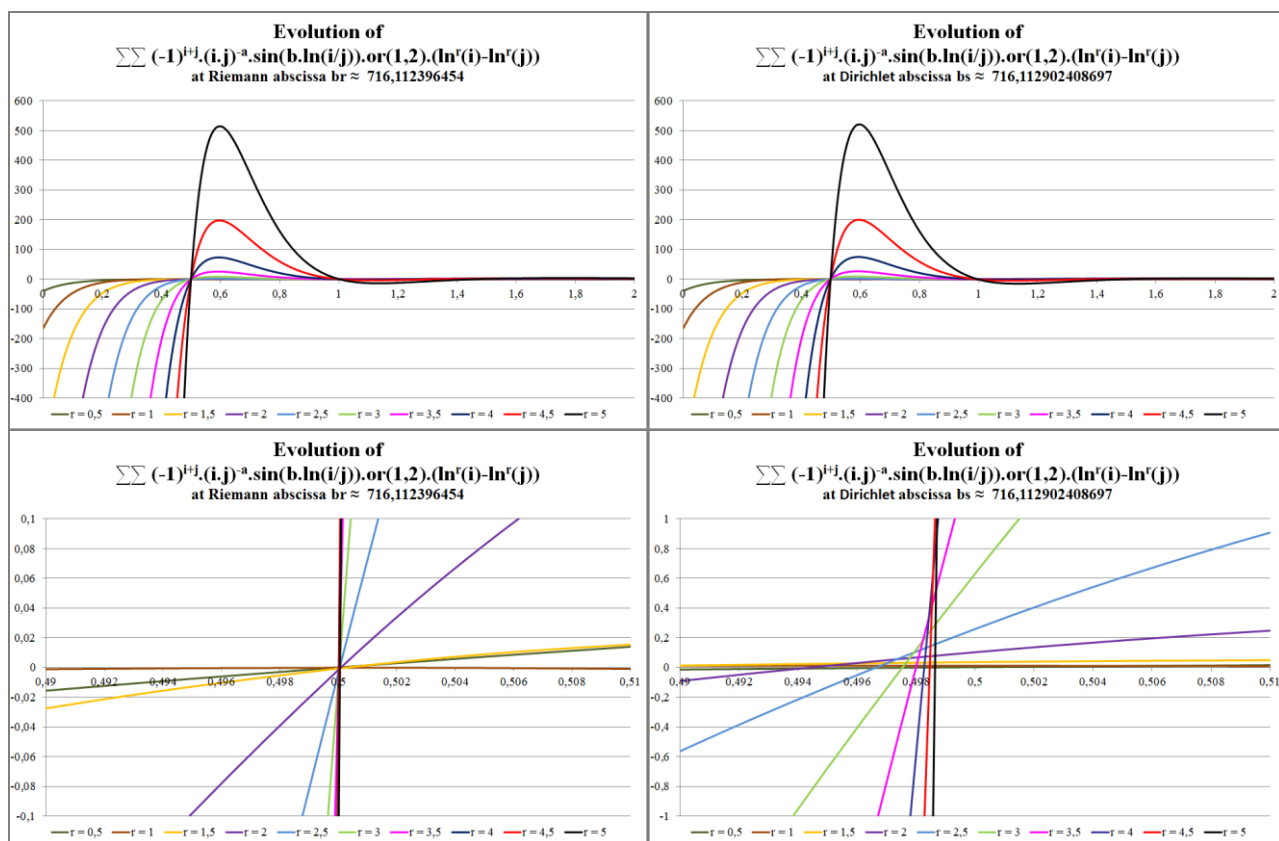 Evolution of
∑∑ (-1)^i+j.(i.j)^-a.sin(b.ln(i/j)).or(1,2).(ln^r(i)-ln^r(j))
at Riemann abscissa br ≈ 716,112396454
600
500
400
300
200
100
0
-100
-200
-300
-400
0 0,2 0,4 0,6 0,8 1 1,2 1,4 1,6 1,8 2
r = 0,5 r = 1 r = 1,5 r = 2 r = 2,5 r = 3 r = 3,5 r = 4 r = 4,5 r = 5
Evolution of
∑∑ (-1)^i+j.(i.j)^-a.sin(b.ln(i/j)).or(1,2).(ln^r(i)-ln^r(j))
at Dirichlet abscissa bs ≈ 716,112902408697
600
500
400
300
200
100
0
-100
-200
-300
-400
0 0,2 0,4 0,6 0,8 1 1,2 1,4 1,6 1,8 2
r = 0,5 r = 1 r = 1,5 r = 2 r = 2,5 r = 3 r = 3,5 r = 4 r = 4,5 r = 5
Evolution of
∑∑ (-1)^i+j.(i.j)^-a.sin(b.ln(i/j)).or(1,2).(ln^r(i)-ln^r(j))
at Riemann abscissa br ≈ 716,112396454
0,1
0,08
0,06
0,04
0,02
0
-0,02
-0,04
-0,06
-0,08
-0,1
0,49 0,492 0,494 0,496 0,498 0,5 0,502 0,504 0,506 0,508 0,51
r = 0,5 r = 1 r = 1,5 r = 2 r = 2,5 r = 3 r = 3,5 r = 4 r = 4,5 r = 5
Evolution of
∑∑ (-1)^i+j.(i.j)^-a.sin(b.ln(i/j)).or(1,2).(ln^r(i)-ln^r(j))
at Dirichlet abscissa bs ≈ 716,112902408697
1
0,8
0,6
0,4
0,2
0
-0,2
-0,4
-0,6
-0,8
-1
0,49 0,492 0,494 0,496 0,498 0,5 0,502 0,504 0,506 0,508 0,51
r = 0,5 r = 1 r = 1,5 r = 2 r = 2,5 r = 3 r = 3,5 r = 4 r = 4,5 r = 5